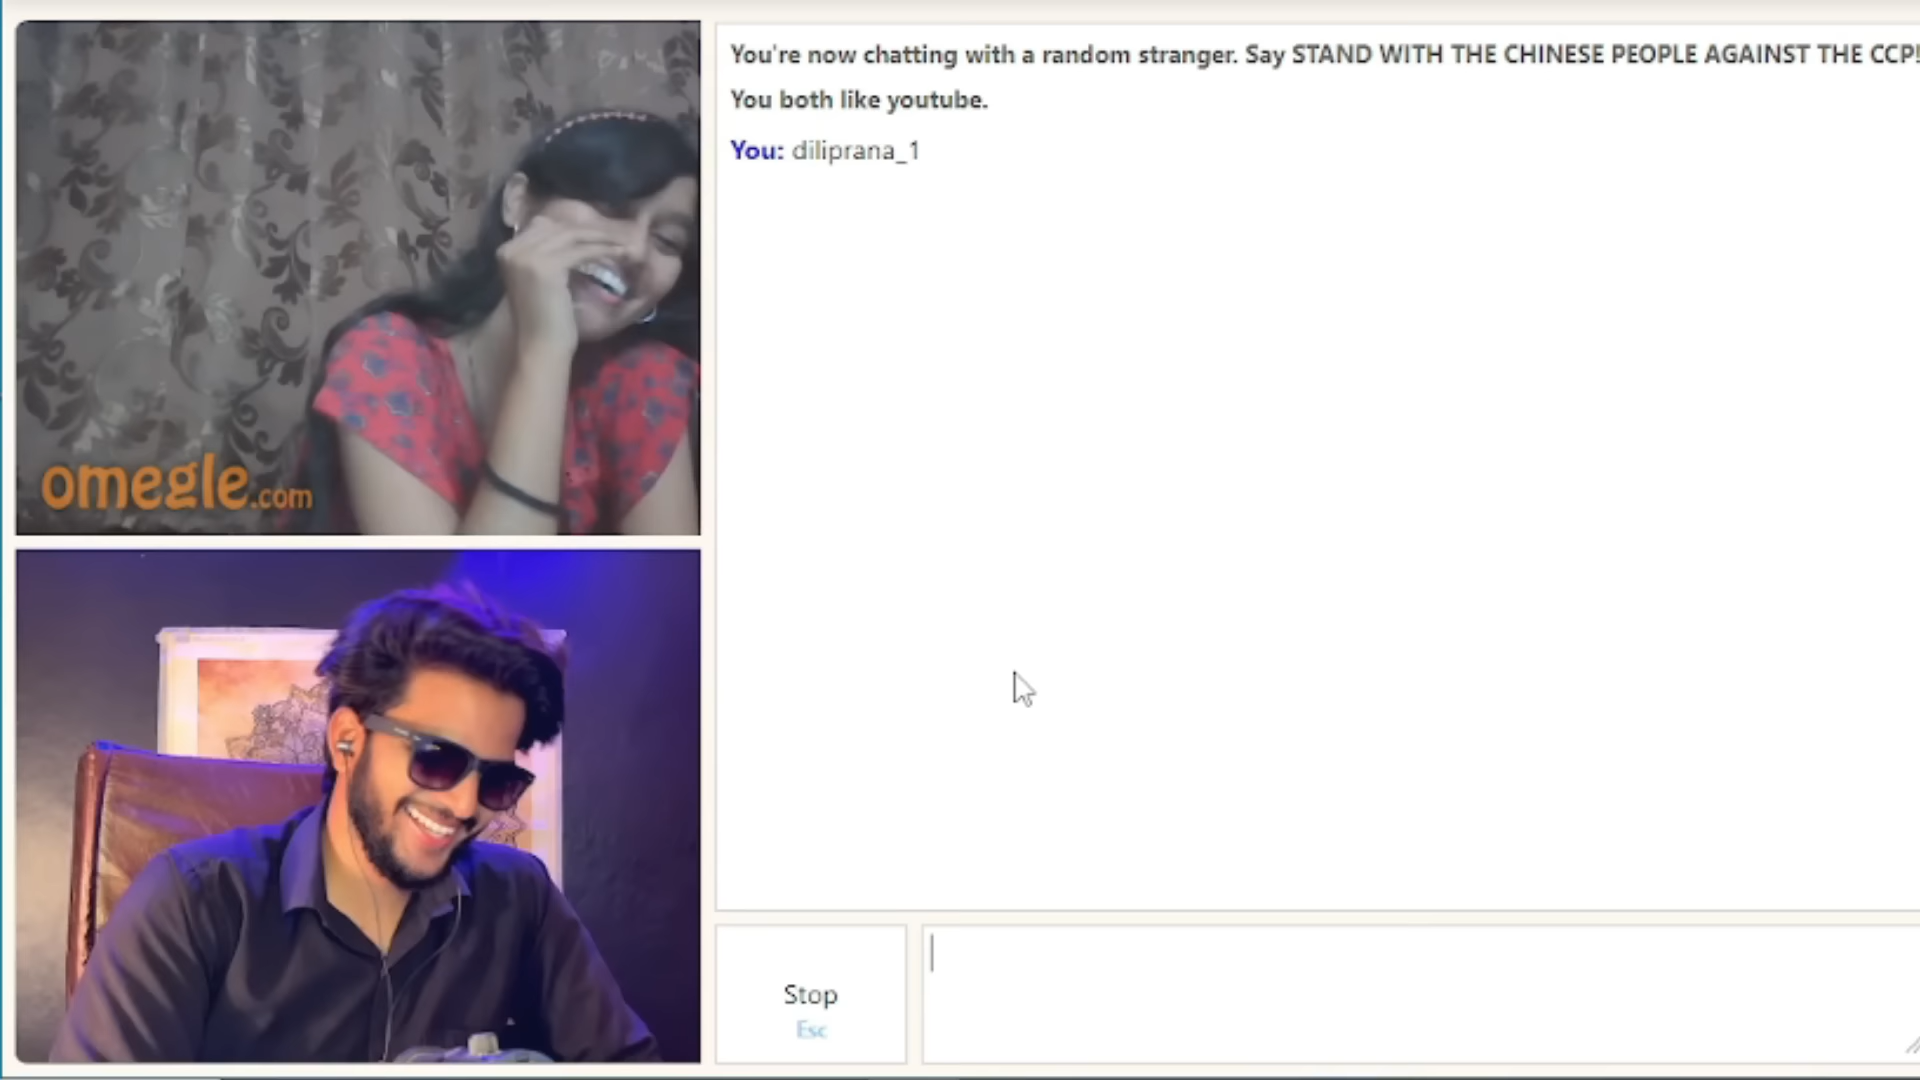 You're now chatting with a random stranger. Say STAND WITH THE CHINESE PEOPLE AGAINST THE CCP!
You both like youtube.
You: diliprana_1
omegle.com
Stop
Esc